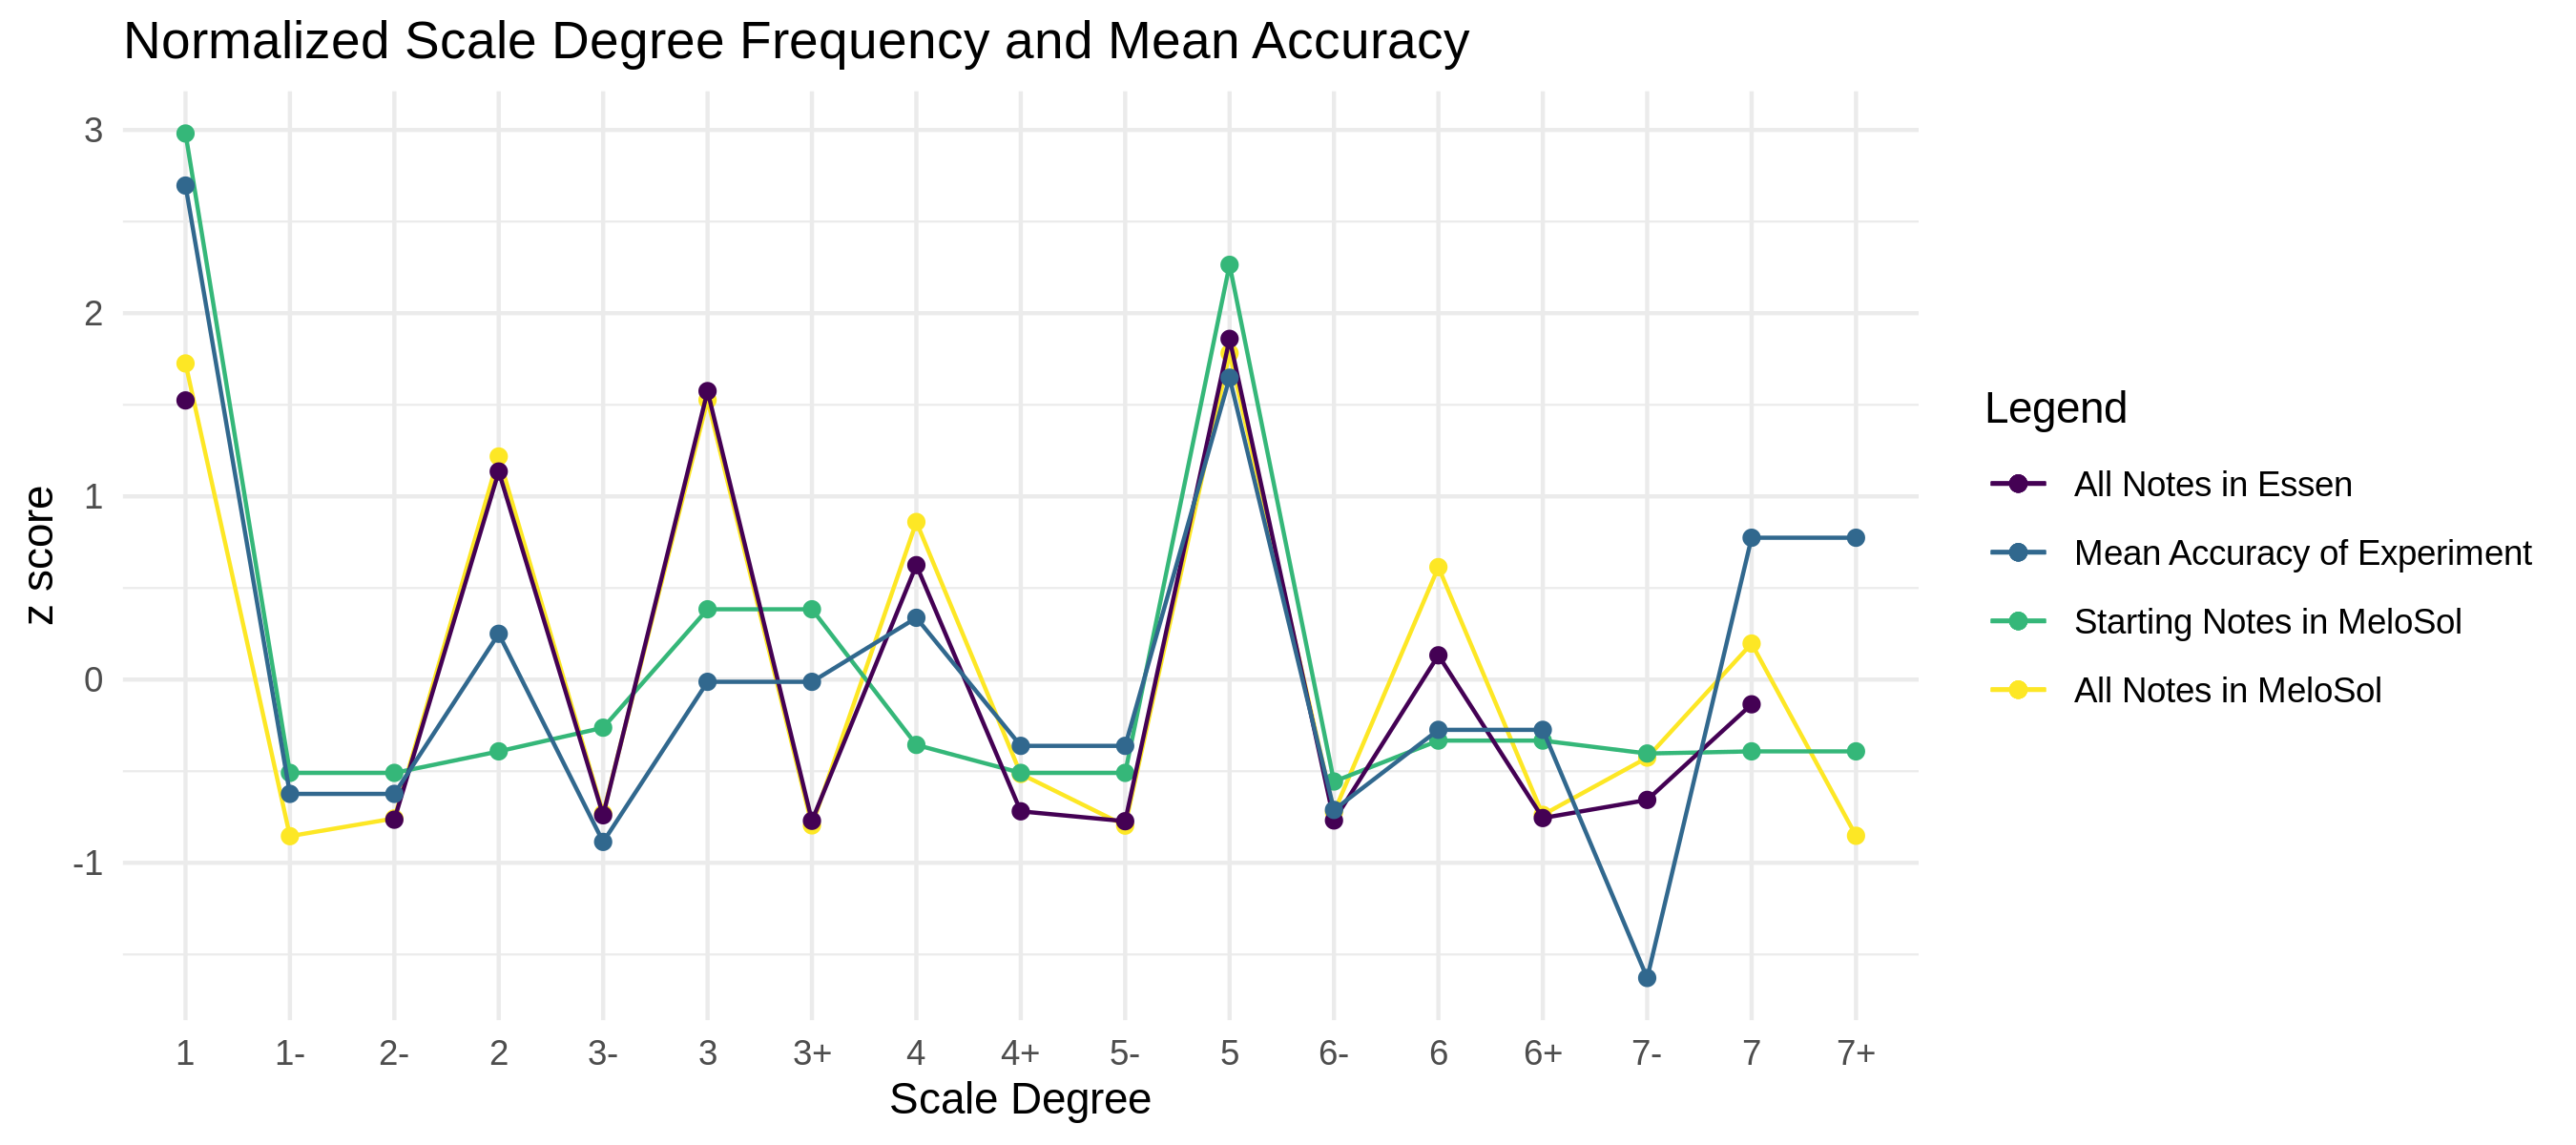 Normalized Scale Degree Frequency and Mean Accuracy
3
2
1
0
-1
z score
1 1- 2- 2 3- 3 3+ 4 4+ 5- 5 6- 6 6+ 7- 7 7+
Scale Degree
Legend
All Notes in Essen
Mean Accuracy of Experiment
Starting Notes in MeloSol
All Notes in MeloSol